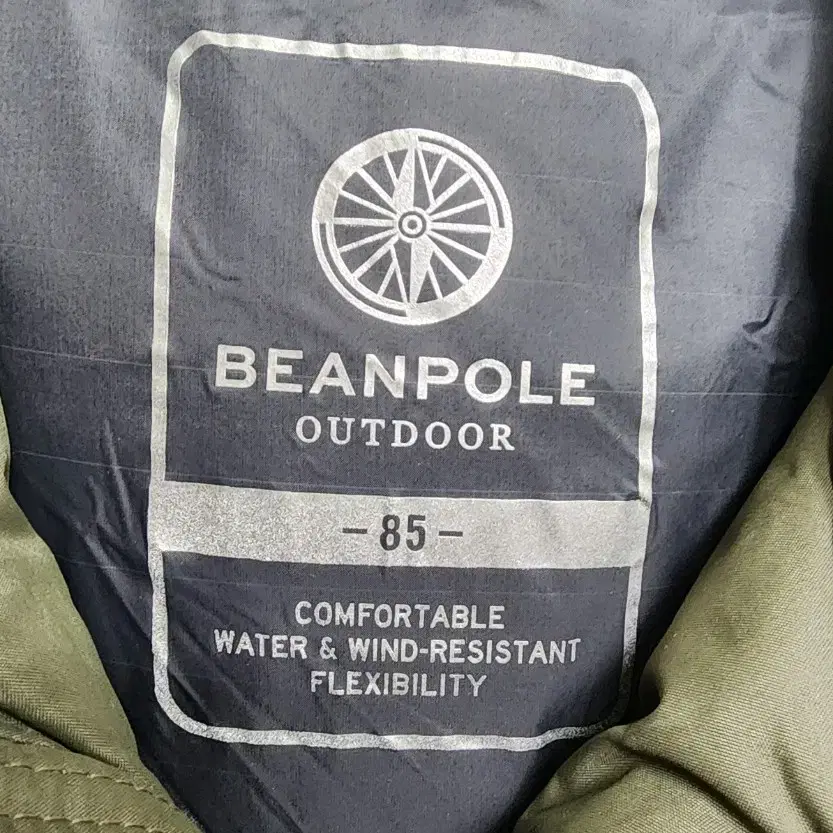 BEANPOLE
OUTDOOR
-85-
COMFORTABLE
WATER & WIND-RESISTANT
FLEXIBILITY